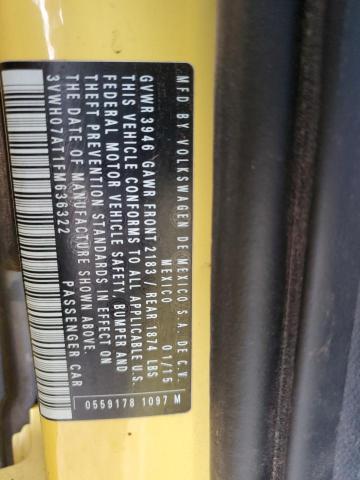 MFD BY VOLKSWAGEN DE MEXICO S.A. DE C.V.
MEXICO 01/15
GVWR 3946 GAWR FRONT 2183 // REAR 1874 LBS
THIS VEHICLE CONFORMS TO ALL APPLICABLE U.S.
FEDERAL MOTOR VEHICLE SAFETY, BUMPER AND
THEFT PREVENTION STANDARDS IN EFFECT ON
THE DATE OF MANUFACTURE SHOWN ABOVE.
3VWH07AT1FM636322 PASSENGER CAR
0559178 1097 M